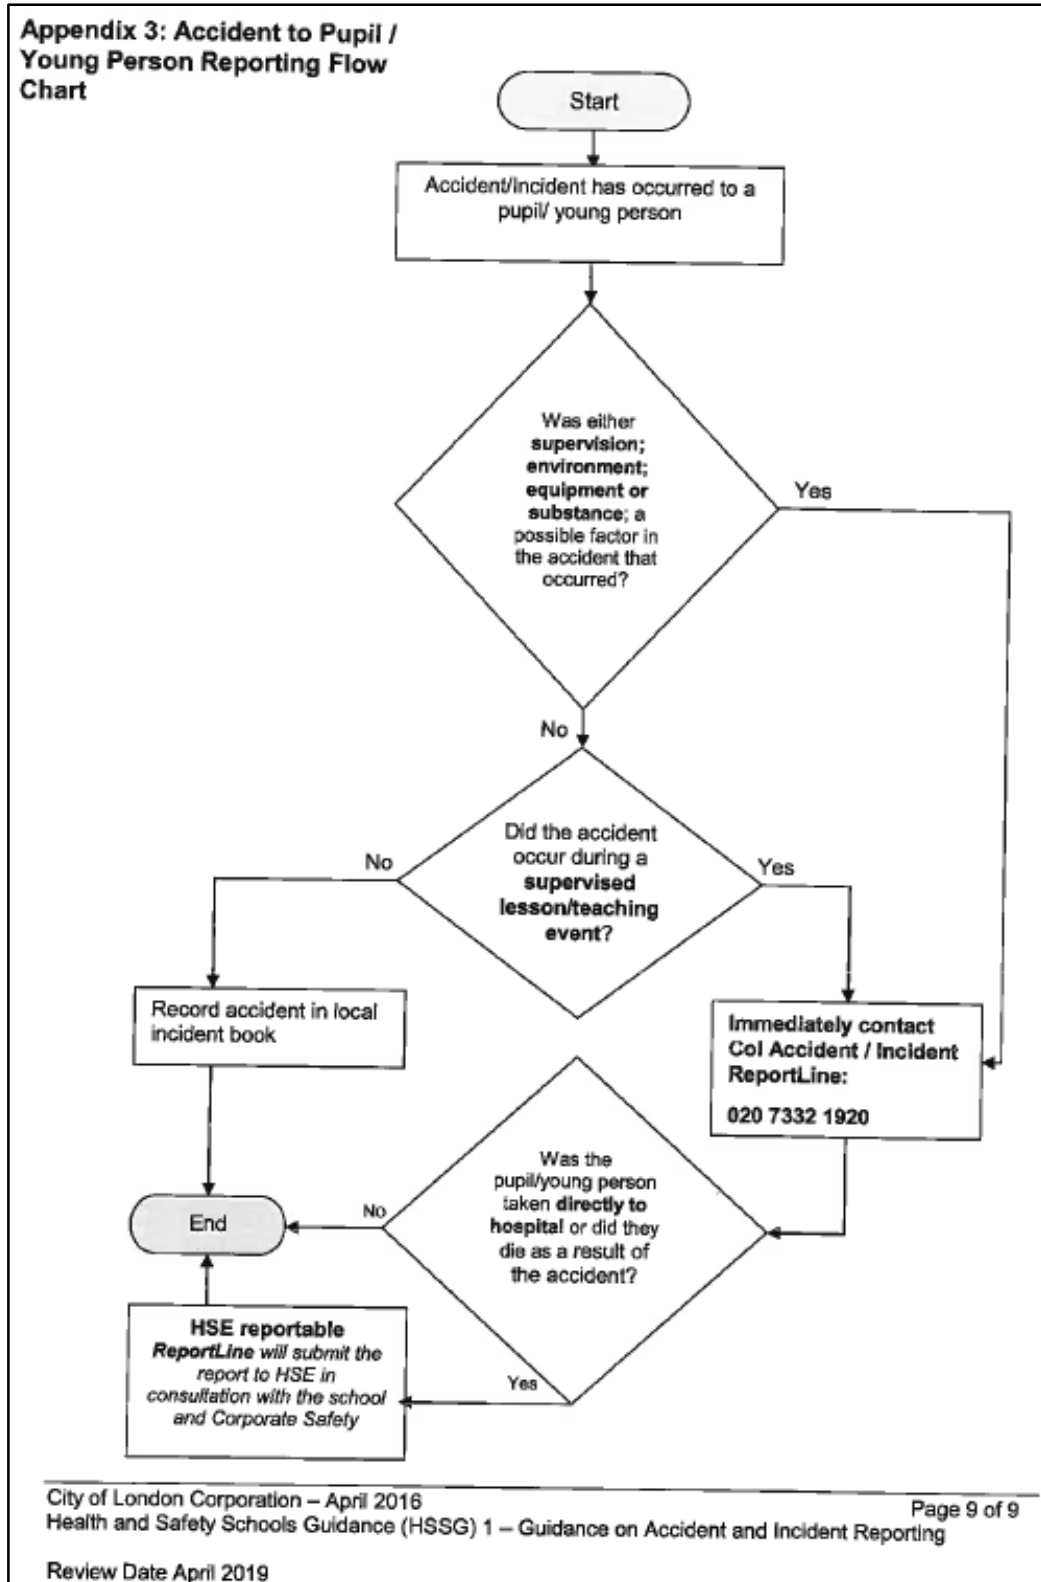 Appendix 3: Accident to Pupil /
Young Person Reporting Flow
Chart
Start
Accident/Incident has occurred to a
pupil/ young person
Was either
supervision;
environment;
equipment or
substance; a
possible factor in
the accident that
occurred?
Yes
No
Did the accident
occur during a
supervised
lesson/teaching
event?
No
Yes
Record accident in local
incident book
Immediately contact
Col Accident / Incident
ReportLine:
020 7332 1920
Was the
pupil/young person
taken directly to
hospital or did they
die as a result of
the accident?
No
End
Yes
HSE reportable
ReportLine will submit the
report to HSE in
consultation with the school
and Corporate Safety
City of London Corporation – April 2016
Page 9 of 9
Health and Safety Schools Guidance (HSSG) 1 – Guidance on Accident and Incident Reporting
Review Date April 2019